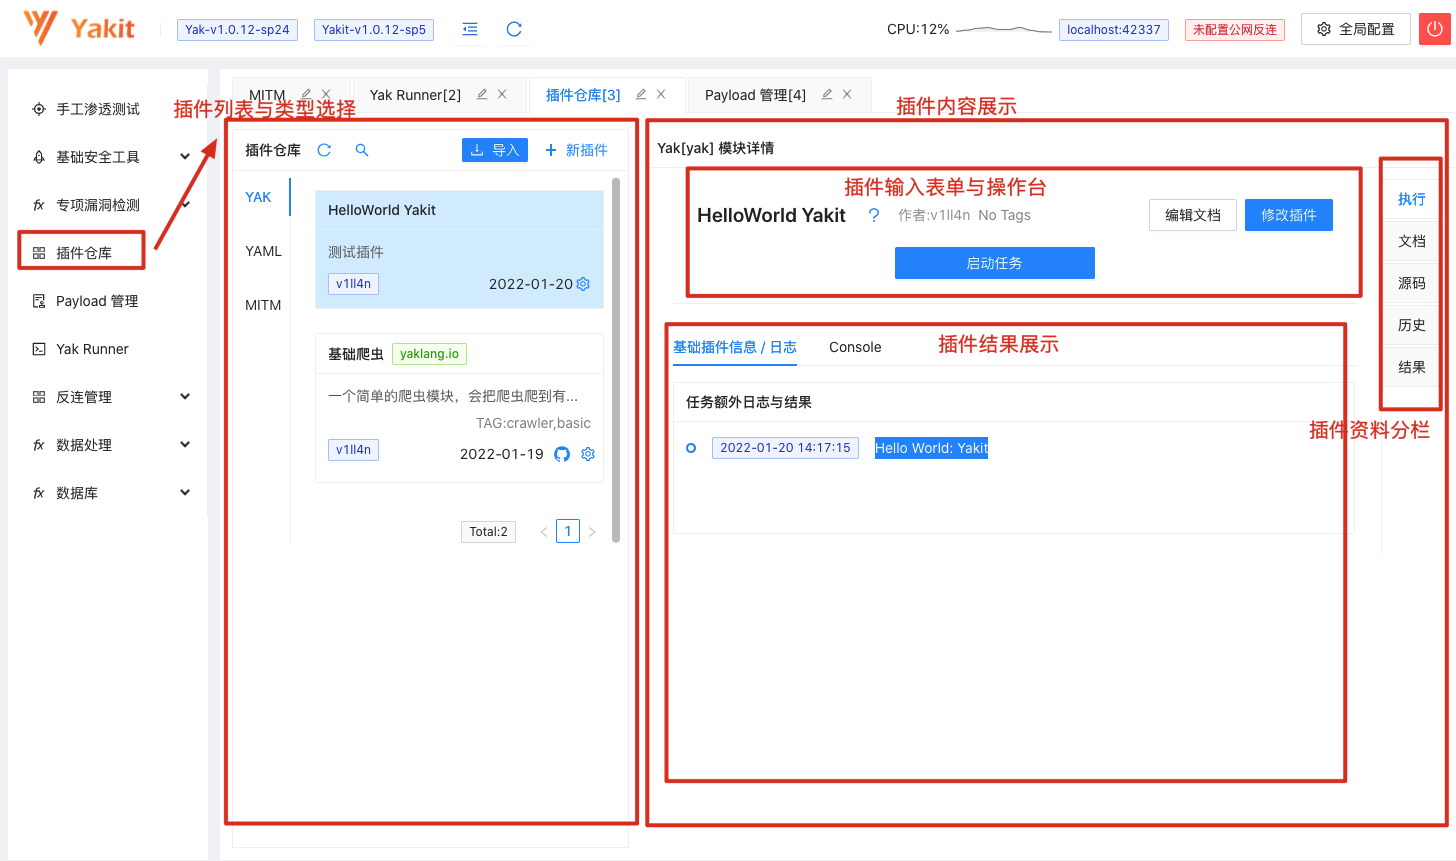 Yakit
Yak-v1.0.12-sp24
Yakit-v1.0.12-sp5
CPU:12%
localhost:42337
未配置公网反连
全局配置
手工渗透测试
基础安全工具
专项漏洞检测
插件仓库
Payload 管理
Yak Runner
反连管理
数据处理
数据库
MITM
Yak Runner[2]
插件仓库[3]
Payload 管理[4]
插件列表与类型选择
插件仓库
导入
新插件
YAK
YAML
MITM
HelloWorld Yakit
测试插件
v1ll4n
2022-01-20
基础爬虫
yaklang.io
一个简单的爬虫模块，会把爬虫爬到有...
TAG:crawler,basic
v1ll4n
2022-01-19
Total:2
1
插件内容展示
Yak[yak] 模块详情
插件输入表单与操作台
HelloWorld Yakit
?
作者:v1ll4n
No Tags
编辑文档
修改插件
启动任务
基础插件信息 / 日志
Console
插件结果展示
任务额外日志与结果
2022-01-20 14:17:15
Hello World: Yakit
执行
文档
源码
历史
结果
插件资料分栏